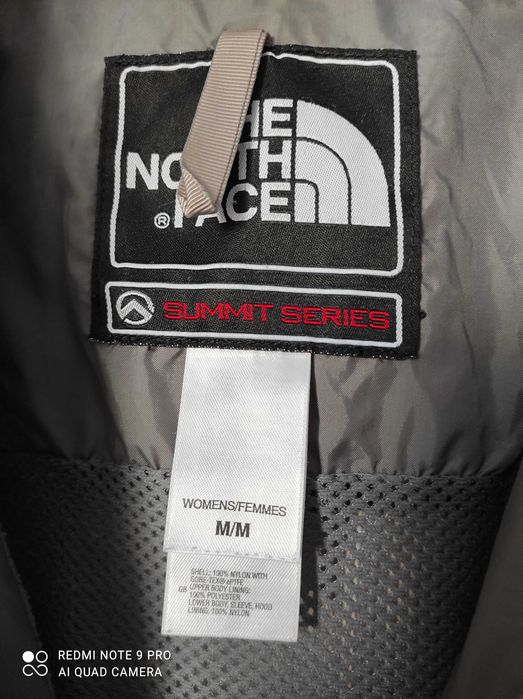 THE
NORTH
® FACE
SUMMIT SERIES
WOMENS/FEMMES
M/M
SHELL: 100% NYLON WITH
GORE-TEX® ePTFE
GB UPPER BODY LINING:
100% POLYESTER
LOWER BODY, SLEEVE, HOOD
LINING: 100% NYLON
REDMI NOTE 9 PRO
AI QUAD CAMERA